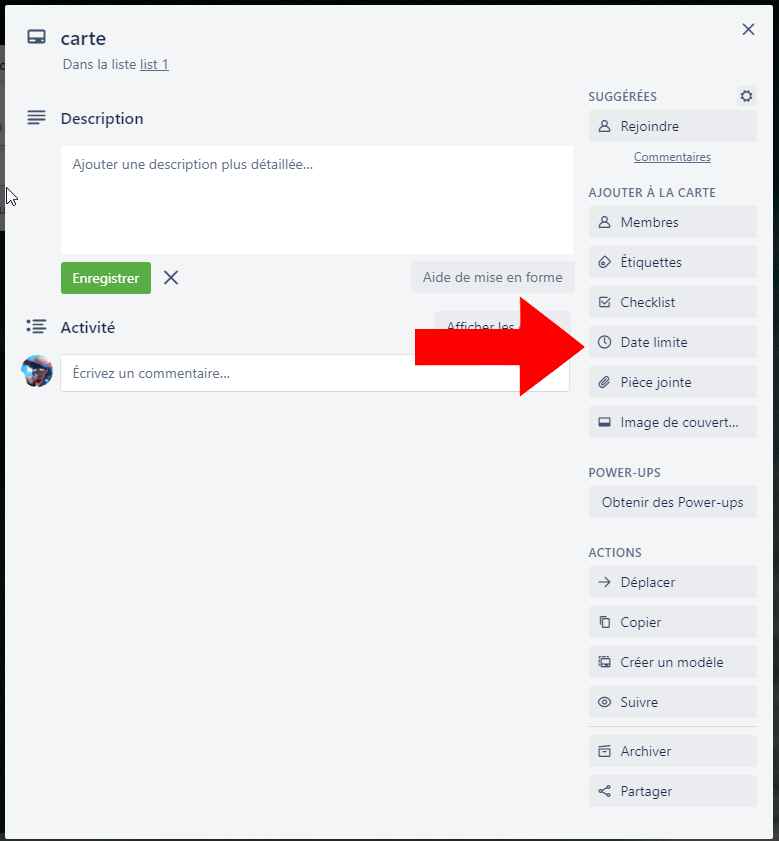 carte
Dans la liste list 1
Description
Ajouter une description plus détaillée...
Enregistrer
Aide de mise en forme
Activité
Afficher les
Écrivez un commentaire...
SUGGÉRÉES
Rejoindre
Commentaires
AJOUTER À LA CARTE
Membres
Étiquettes
Checklist
Date limite
Pièce jointe
Image de couvert...
POWER-UPS
Obtenir des Power-ups
ACTIONS
Déplacer
Copier
Créer un modèle
Suivre
Archiver
Partager